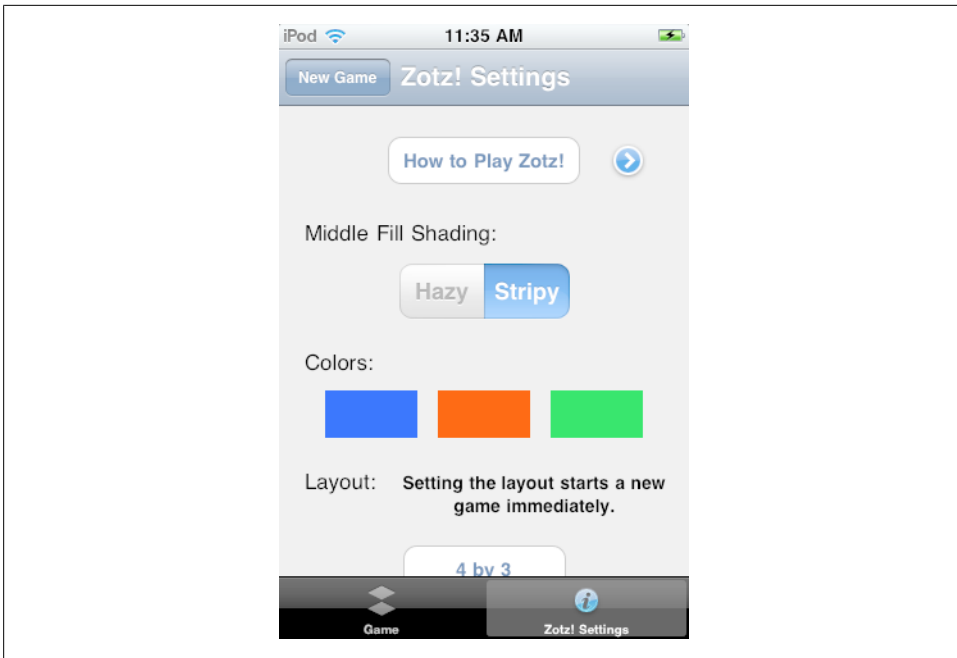 iPod 11:35 AM
New Game Zotz! Settings
How to Play Zotz!
Middle Fill Shading:
Hazy Stripy
Colors:
Layout: Setting the layout starts a new
game immediately.
4 by 3
Game Zotz! Settings